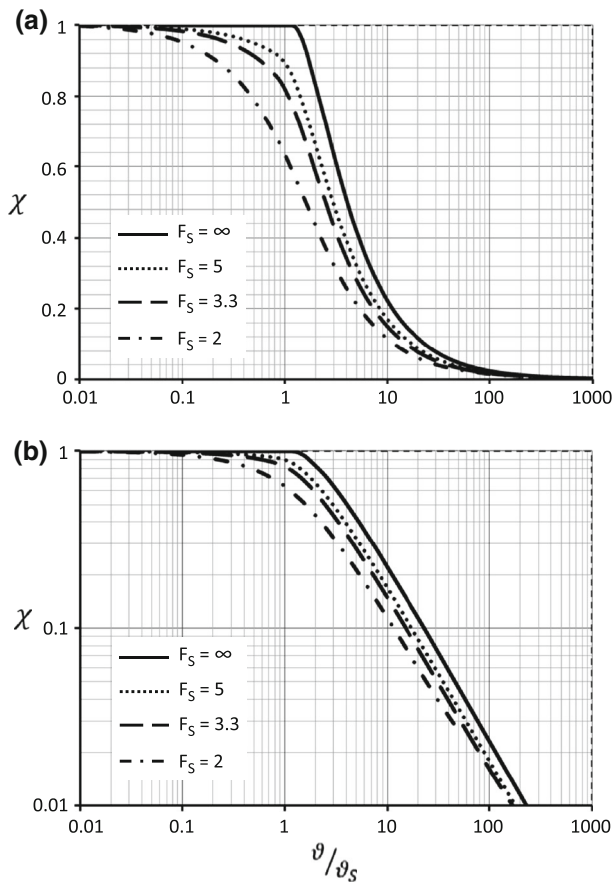 (a)
1
0.8
0.6
χ
0.4
0.2
0
F_S = ∞
F_S = 5
F_S = 3.3
F_S = 2
0.01 0.1 1 10 100 1000
(b)
1
χ
0.1
0.01
F_S = ∞
F_S = 5
F_S = 3.3
F_S = 2
0.01 0.1 1 10 100 1000
ϑ/ϑ_S